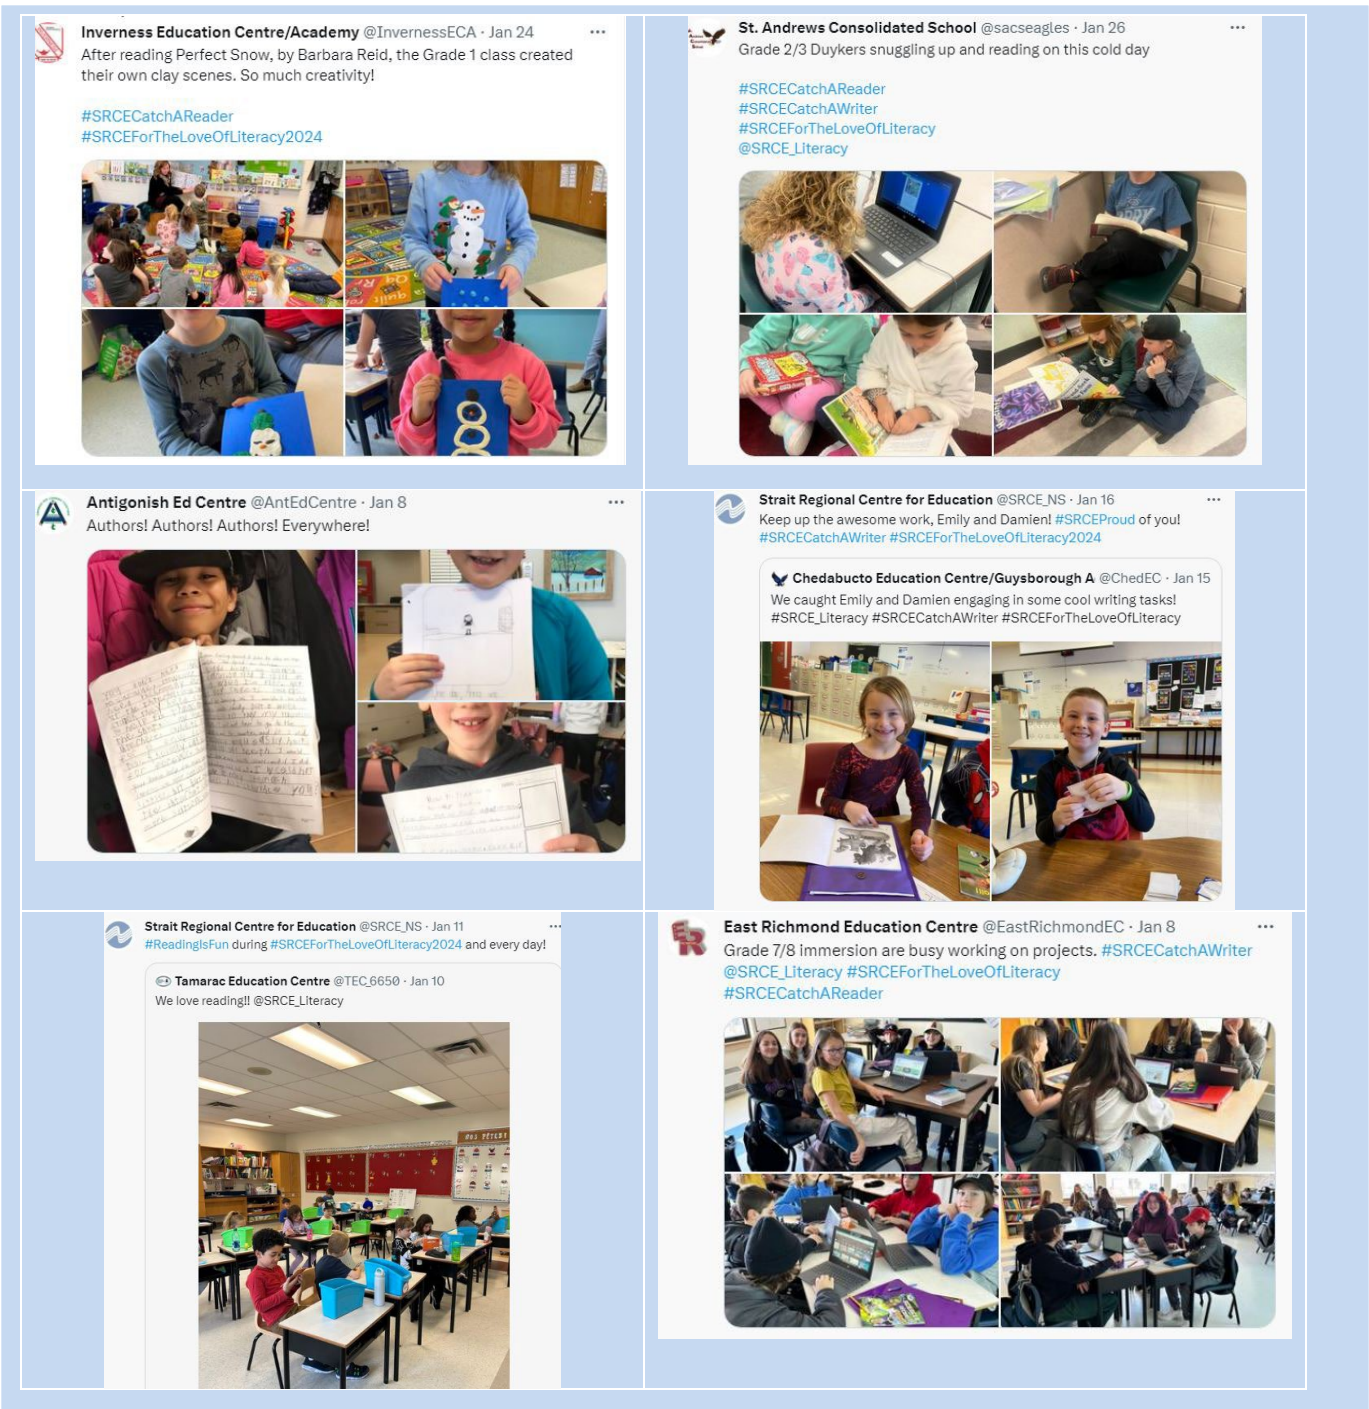 Inverness Education Centre/Academy @InvernessECA · Jan 24
After reading Perfect Snow, by Barbara Reid, the Grade 1 class created
their own clay scenes. So much creativity!
#SRCECatchAReader
#SRCEForTheLoveOfLiteracy2024
St. Andrews Consolidated School @sacseagles · Jan 26
Grade 2/3 Duykers snuggling up and reading on this cold day
#SRCECatchAReader
#SRCECatchAWriter
#SRCEForTheLoveOfLiteracy
@SRCE_Literacy
Antigonish Ed Centre @AntEdCentre · Jan 8
Authors! Authors! Authors! Everywhere!
Strait Regional Centre for Education @SRCE_NS · Jan 16
Keep up the awesome work, Emily and Damien! #SRCEProud of you!
#SRCECatchAWriter #SRCEForTheLoveOfLiteracy2024
Chedabucto Education Centre/Guysborough A @ChedEC · Jan 15
We caught Emily and Damien engaging in some cool writing tasks!
#SRCE_Literacy #SRCECatchAWriter #SRCEForTheLoveOfLiteracy
Strait Regional Centre for Education @SRCE_NS · Jan 11
#ReadingIsFun during #SRCEForTheLoveOfLiteracy2024 and every day!
Tamarac Education Centre @TEC_6650 · Jan 10
We love reading!! @SRCE_Literacy
East Richmond Education Centre @EastRichmondEC · Jan 8
Grade 7/8 immersion are busy working on projects. #SRCECatchAWriter
@SRCE_Literacy #SRCEForTheLoveOfLiteracy
#SRCECatchAReader